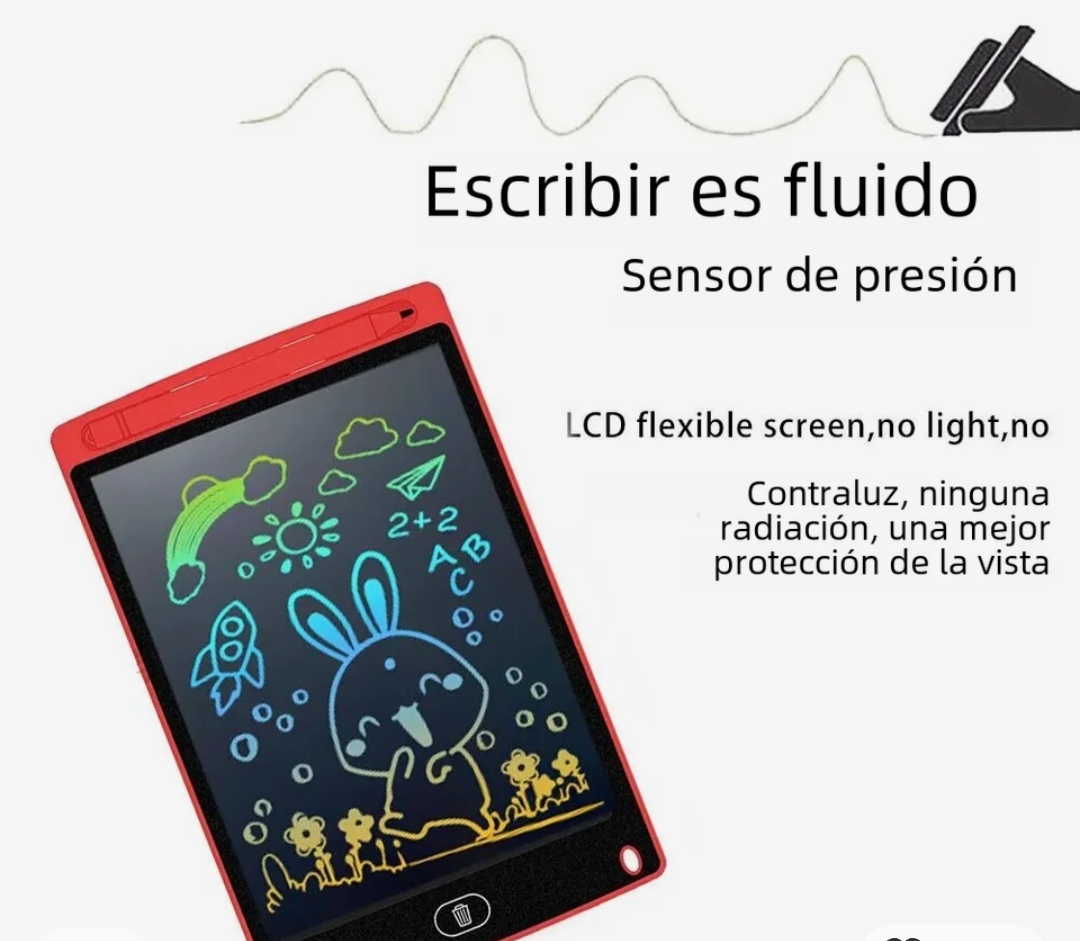 Escribir es fluido
Sensor de presión
LCD flexible screen,no light,no
Contraluz, ninguna
radiación, una mejor
protección de la vista
2+2
A B
C